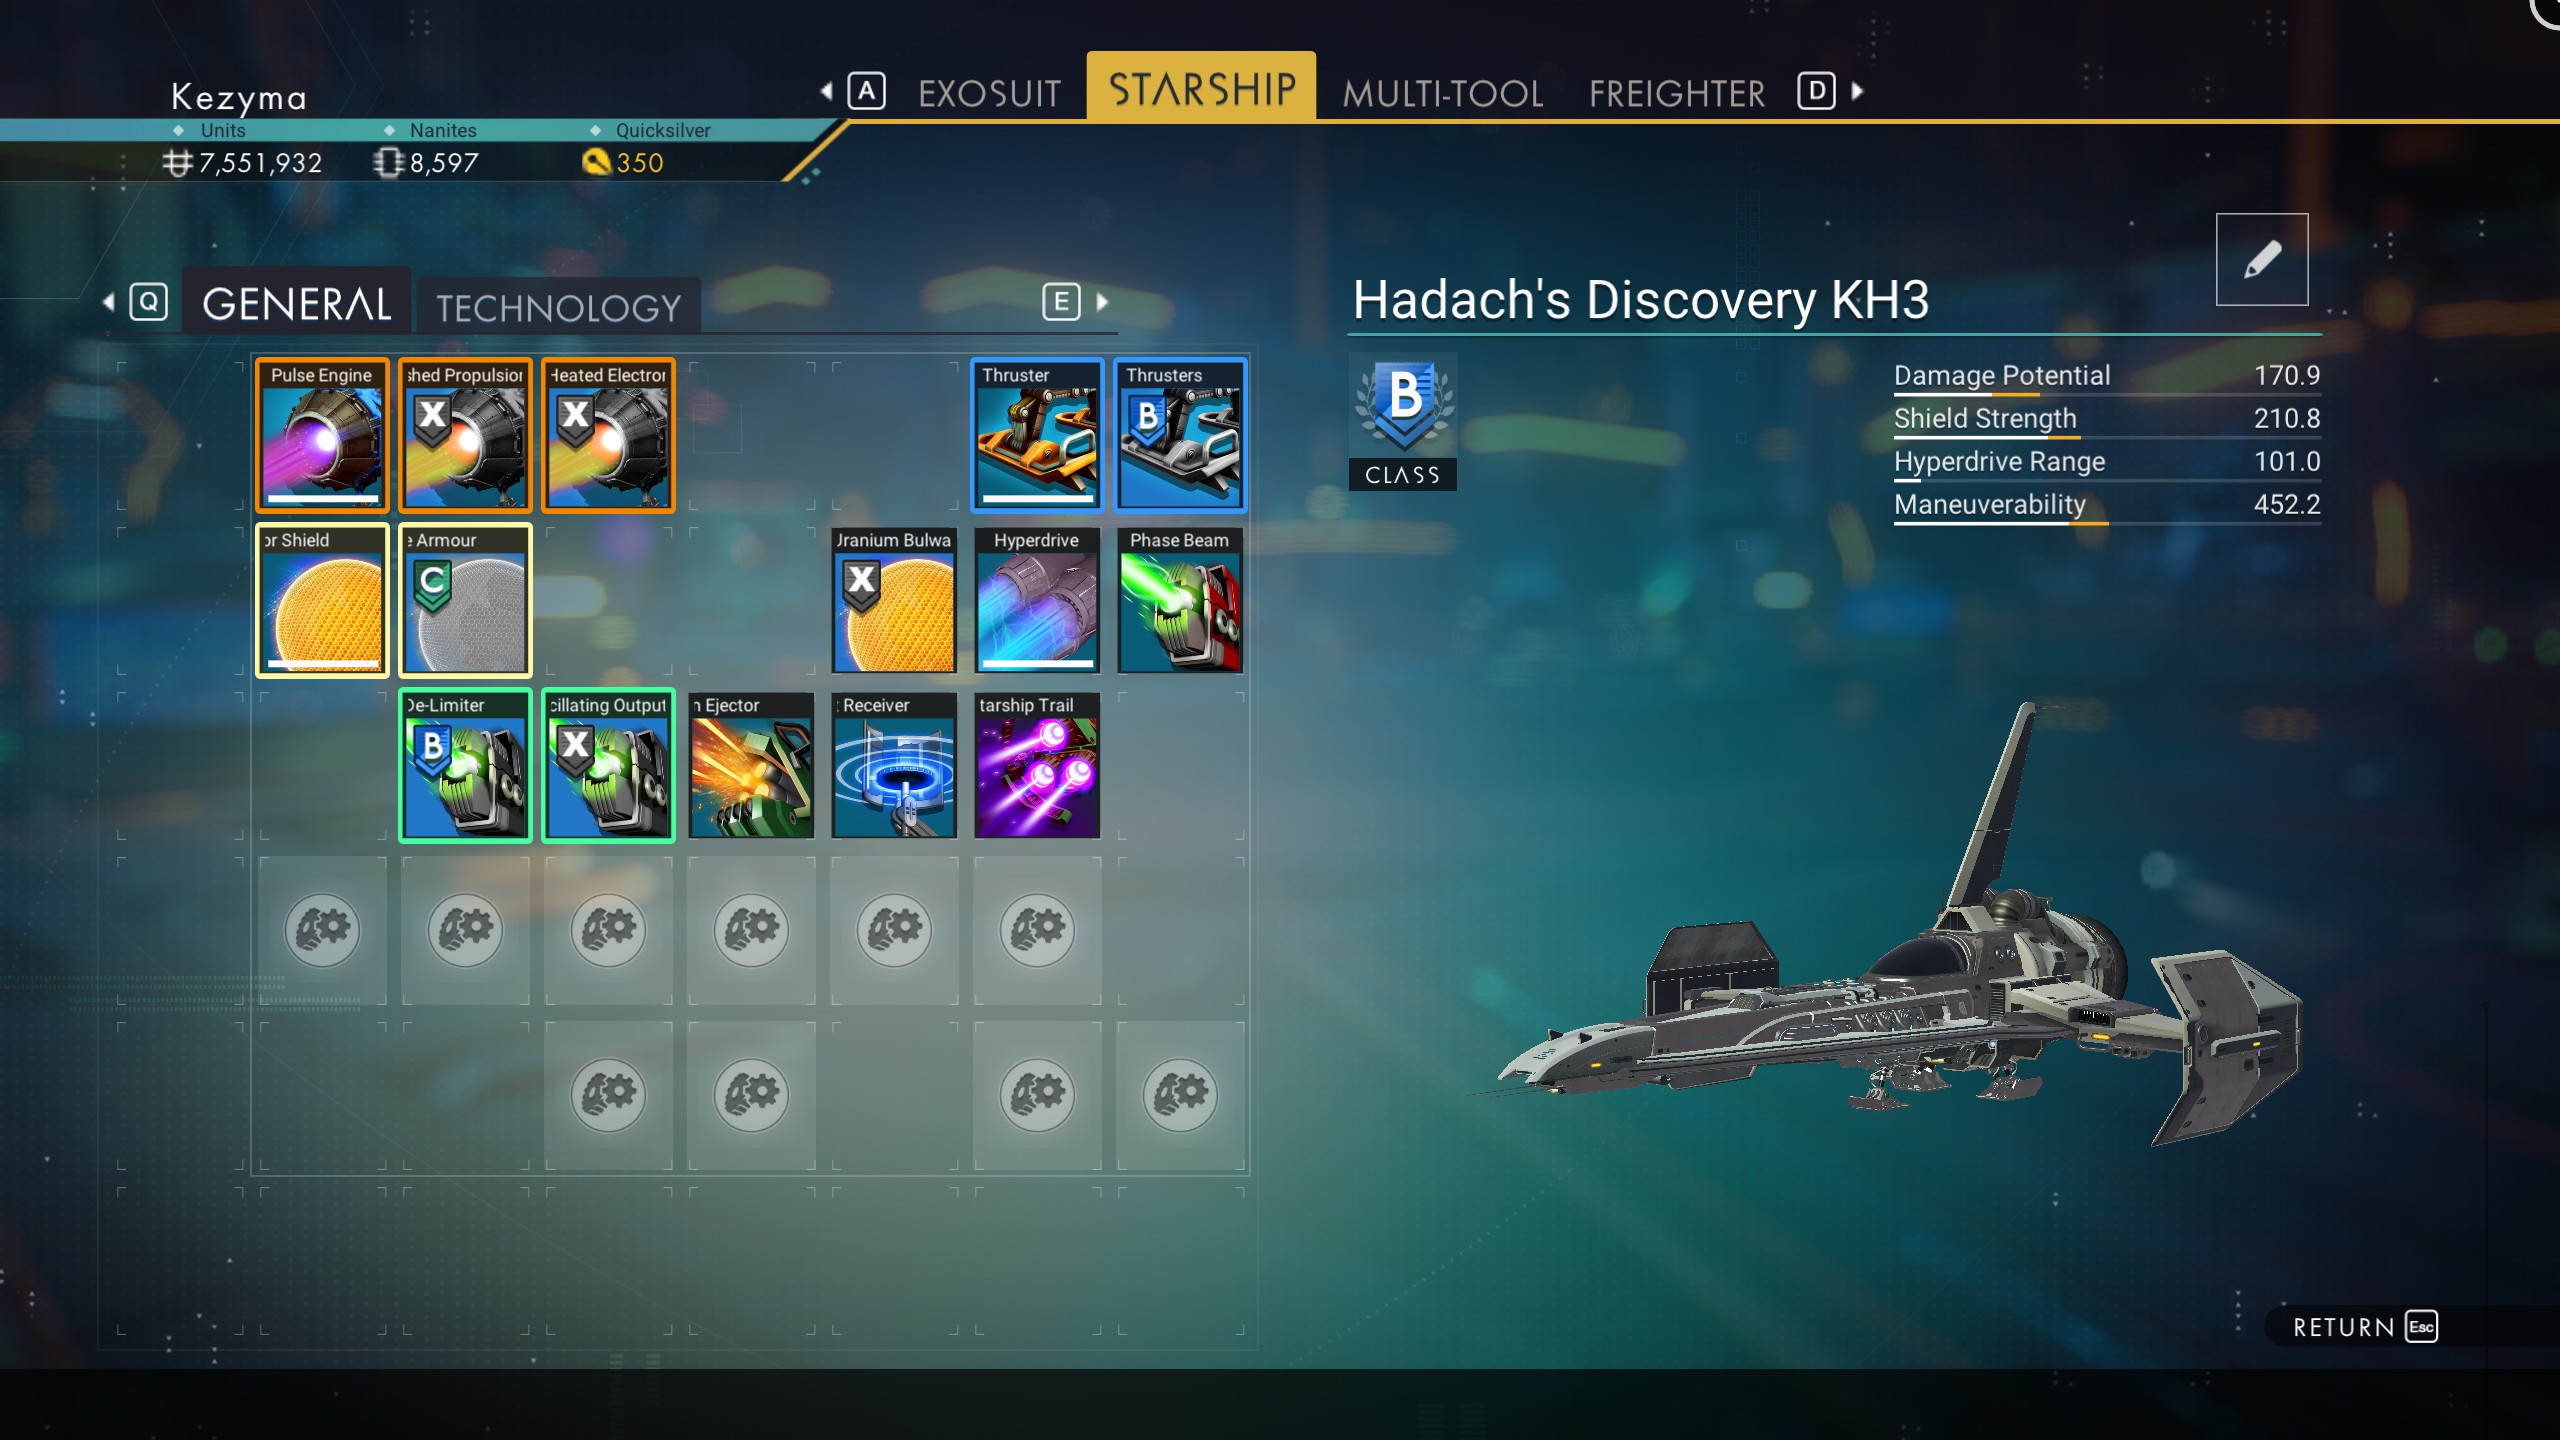 Kezyma
Units Nanites Quicksilver
7,551,932 8,597 350
A EXOSUIT STARSHIP MULTI-TOOL FREIGHTER D
Q GENERAL TECHNOLOGY E
Pulse Engine shed Propulsion Heated Electron Thruster Thrusters
X X B
or Shield e Armour Uranium Bulwa Hyperdrive Phase Beam
C X
De-Limiter cillating Output n Ejector t Receiver tarship Trail
B X
Hadach's Discovery KH3
B
CLASS
Damage Potential 170.9
Shield Strength 210.8
Hyperdrive Range 101.0
Maneuverability 452.2
RETURN Esc